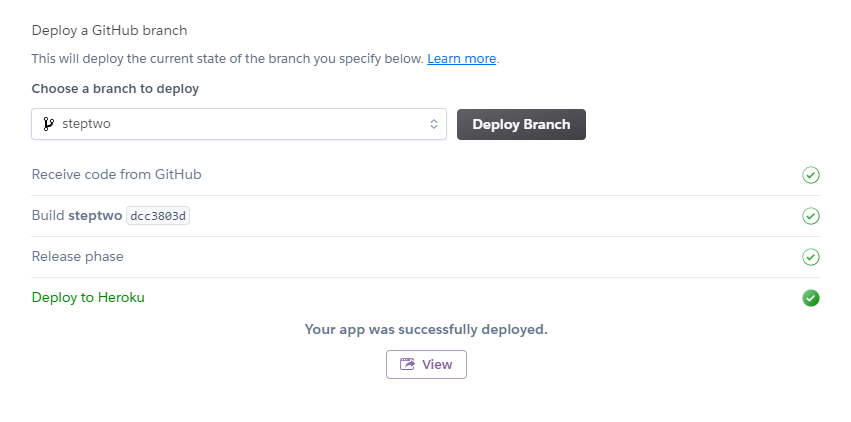 Deploy a GitHub branch
This will deploy the current state of the branch you specify below. Learn more.
Choose a branch to deploy
steptwo
Deploy Branch
Receive code from GitHub
Build steptwo dcc3803d
Release phase
Deploy to Heroku
Your app was successfully deployed.
View